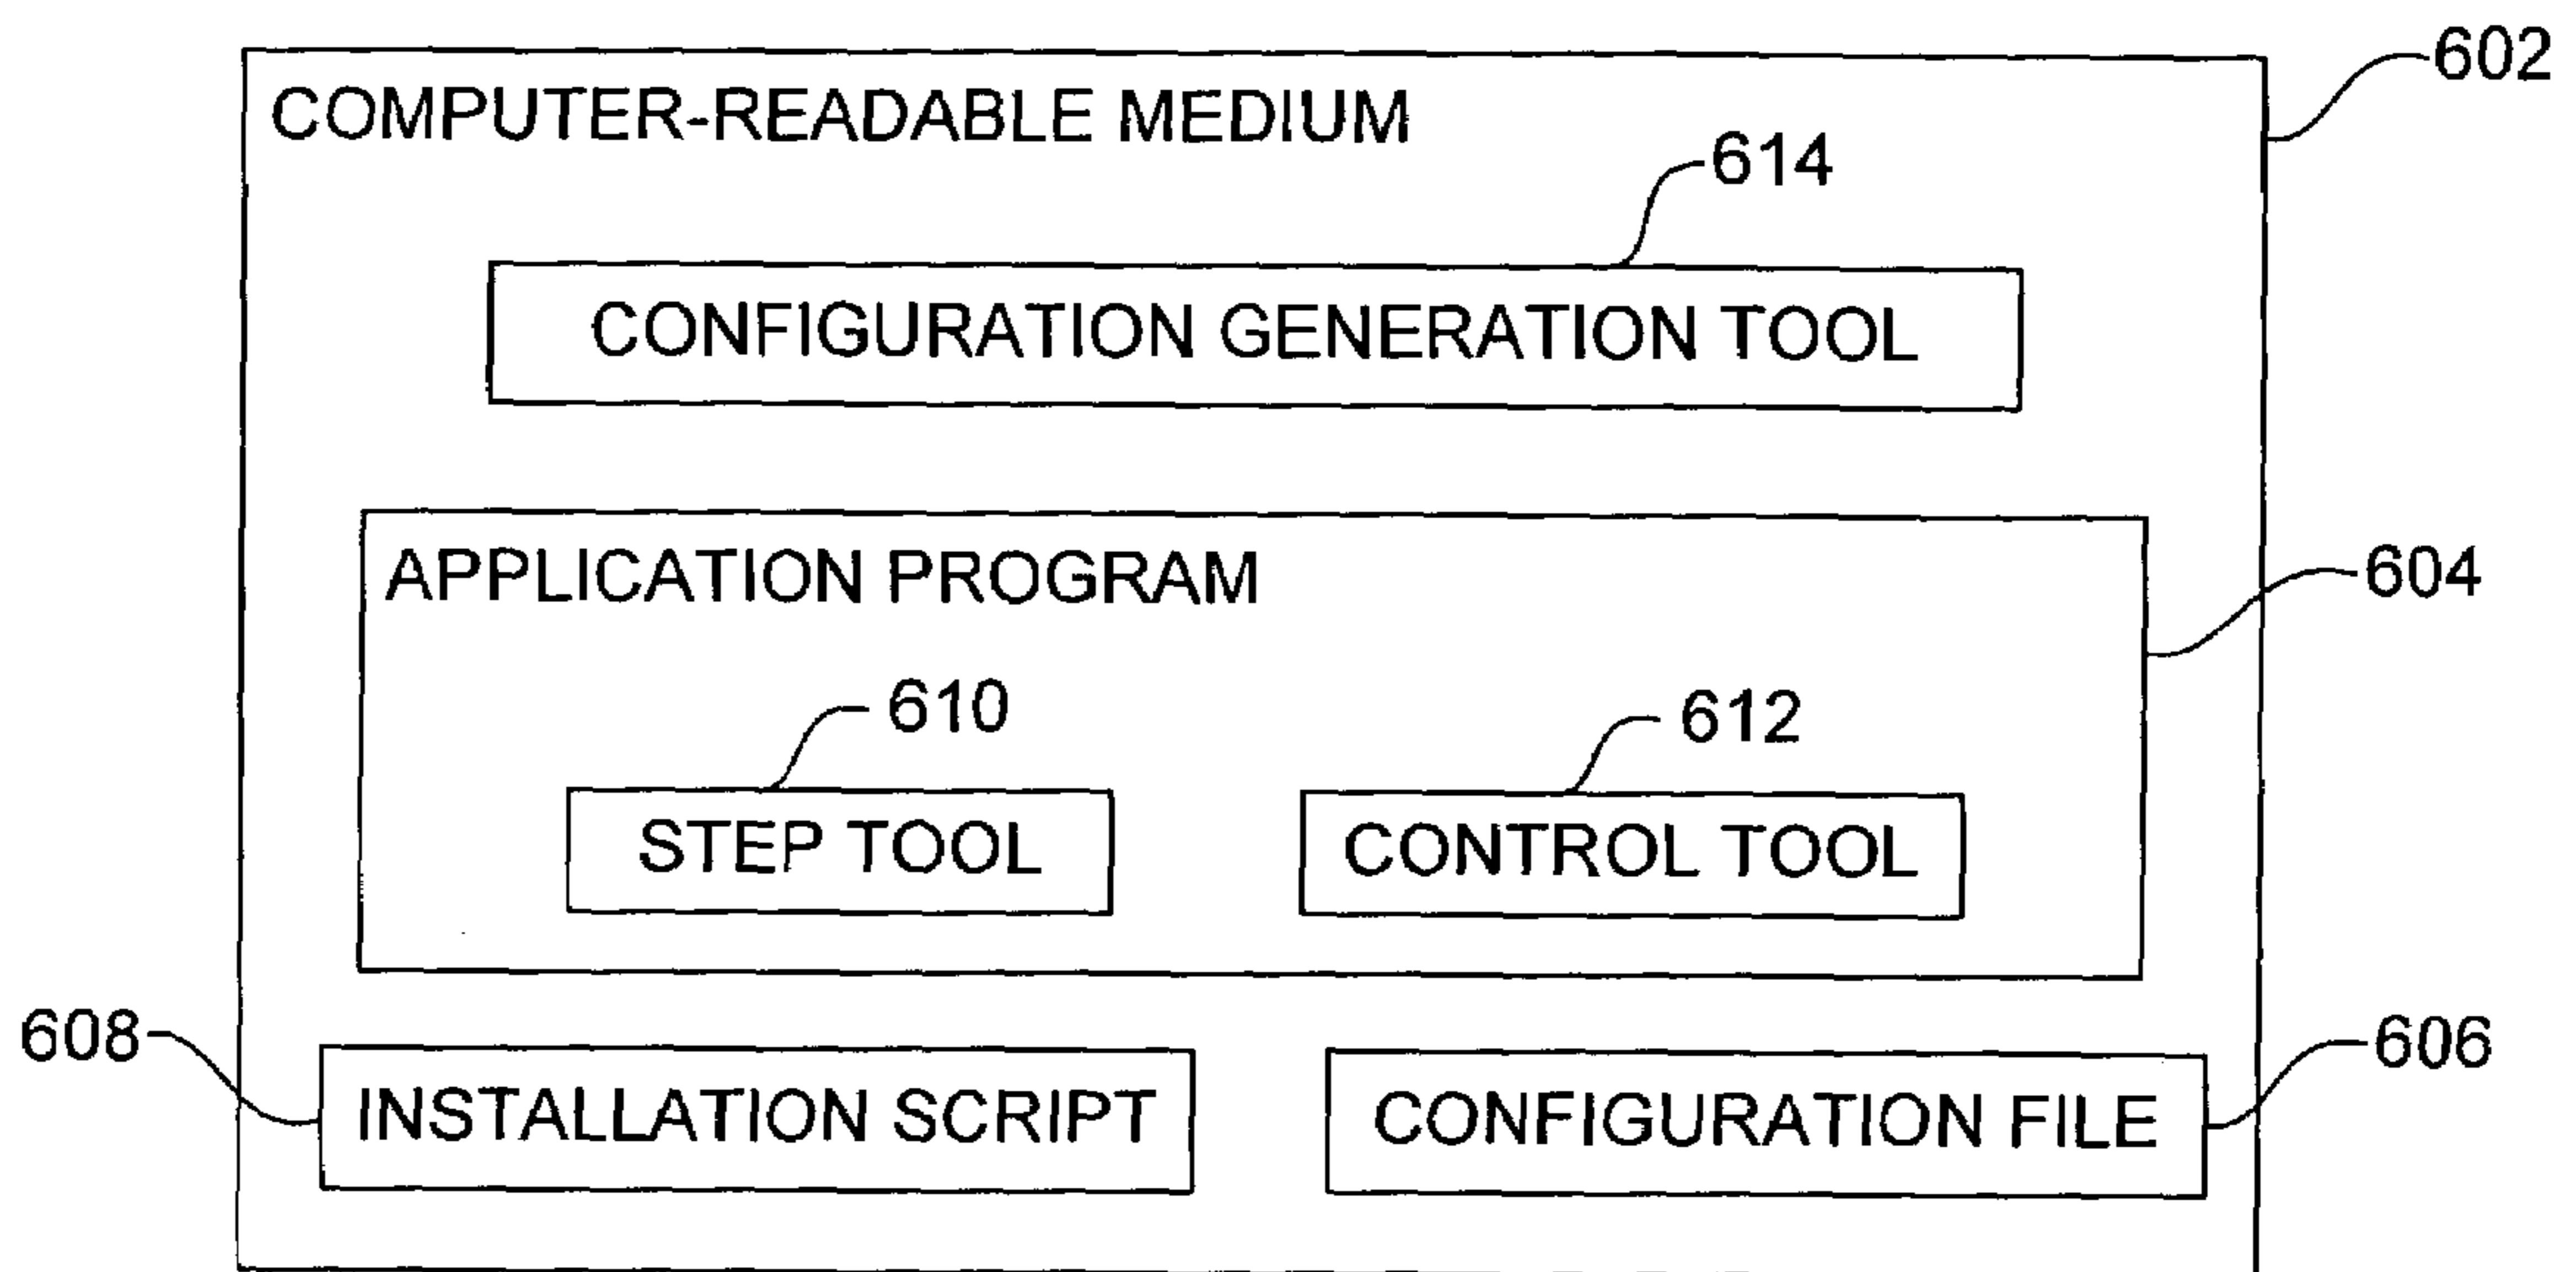 602
COMPUTER-READABLE MEDIUM
614
CONFIGURATION GENERATION TOOL
APPLICATION PROGRAM
604
610
612
STEP TOOL
CONTROL TOOL
608
606
INSTALLATION SCRIPT
CONFIGURATION FILE